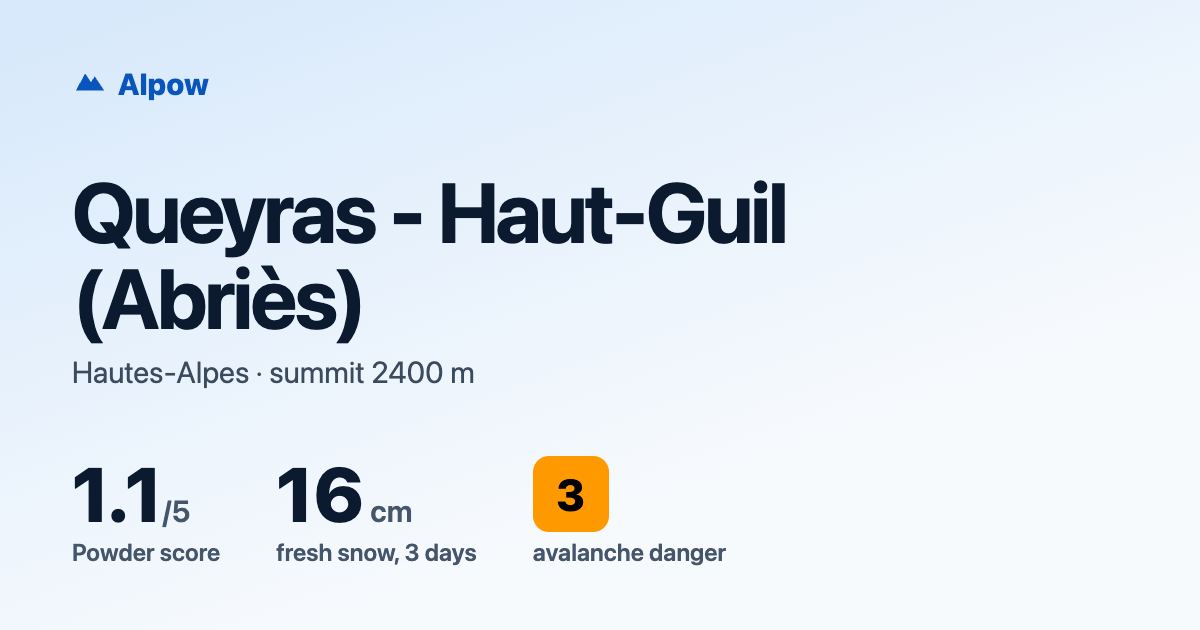 Alpow
Queyras - Haut-Guil
(Abriès)
Hautes-Alpes · summit 2400 m
1.1/5 16 cm 3
Powder score fresh snow, 3 days avalanche danger